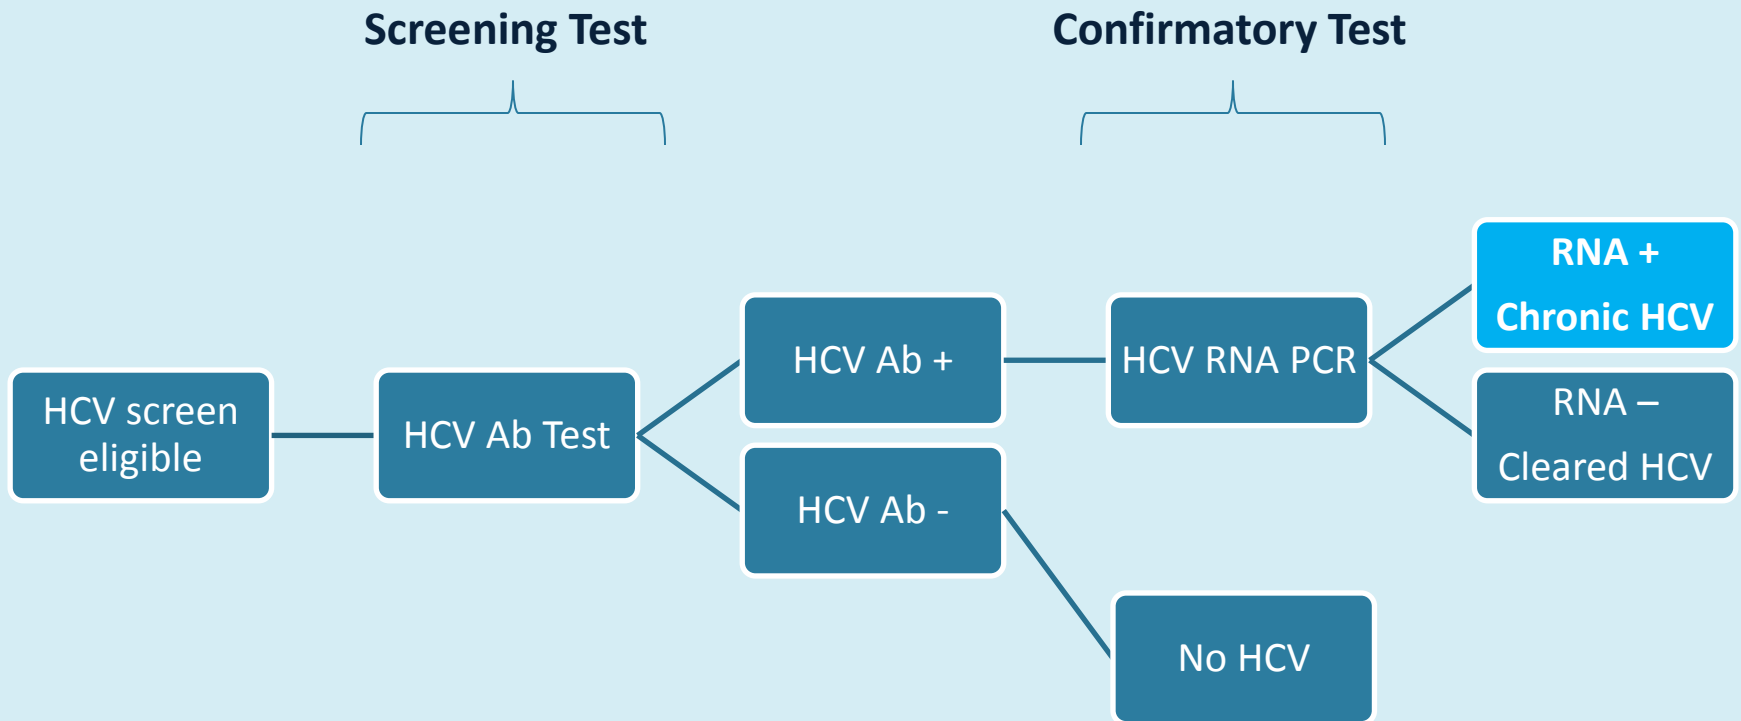 Screening Test
Confirmatory Test
HCV screen
eligible
HCV Ab Test
HCV Ab +
HCV Ab -
HCV RNA PCR
No HCV
RNA +
Chronic HCV
RNA –
Cleared HCV